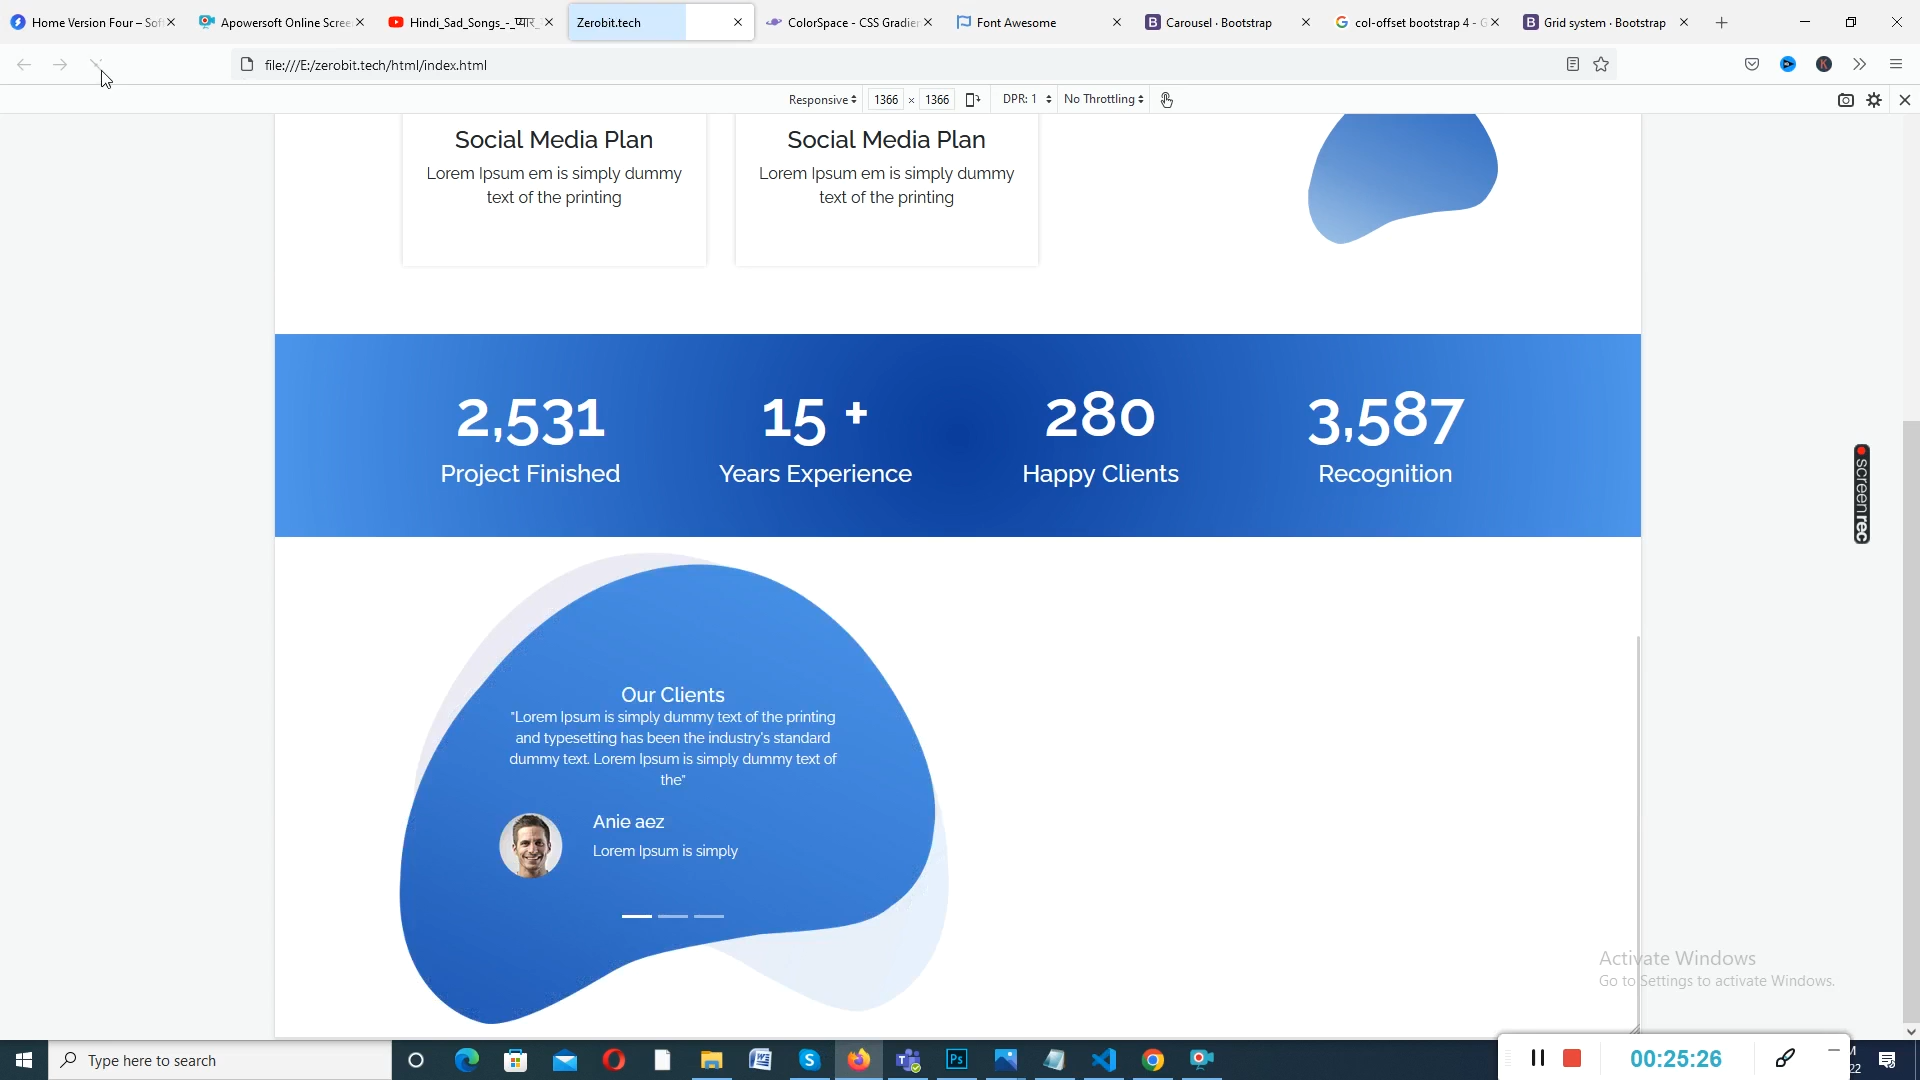 Home Version Four – Sof
Apowersoft Online Scree
Hindi_Sad_Songs_-_प्यार_
Zerobit.tech
ColorSpace - CSS Gradien
Font Awesome
Carousel · Bootstrap
col-offset bootstrap 4 - G
Grid system · Bootstrap
file:///E:/zerobit.tech/html/index.html
Responsive
1366 × 1366
DPR: 1
No Throttling
Social Media Plan
Lorem Ipsum em is simply dummy
text of the printing
Social Media Plan
Lorem Ipsum em is simply dummy
text of the printing
2,531
Project Finished
15 +
Years Experience
280
Happy Clients
3,587
Recognition
screenrec
Our Clients
"Lorem Ipsum is simply dummy text of the printing
and typesetting has been the industry's standard
dummy text. Lorem Ipsum is simply dummy text of
the"
Anie aez
Lorem Ipsum is simply
Activate Windows
Go to Settings to activate Windows.
Type here to search
00:25:26
M
22